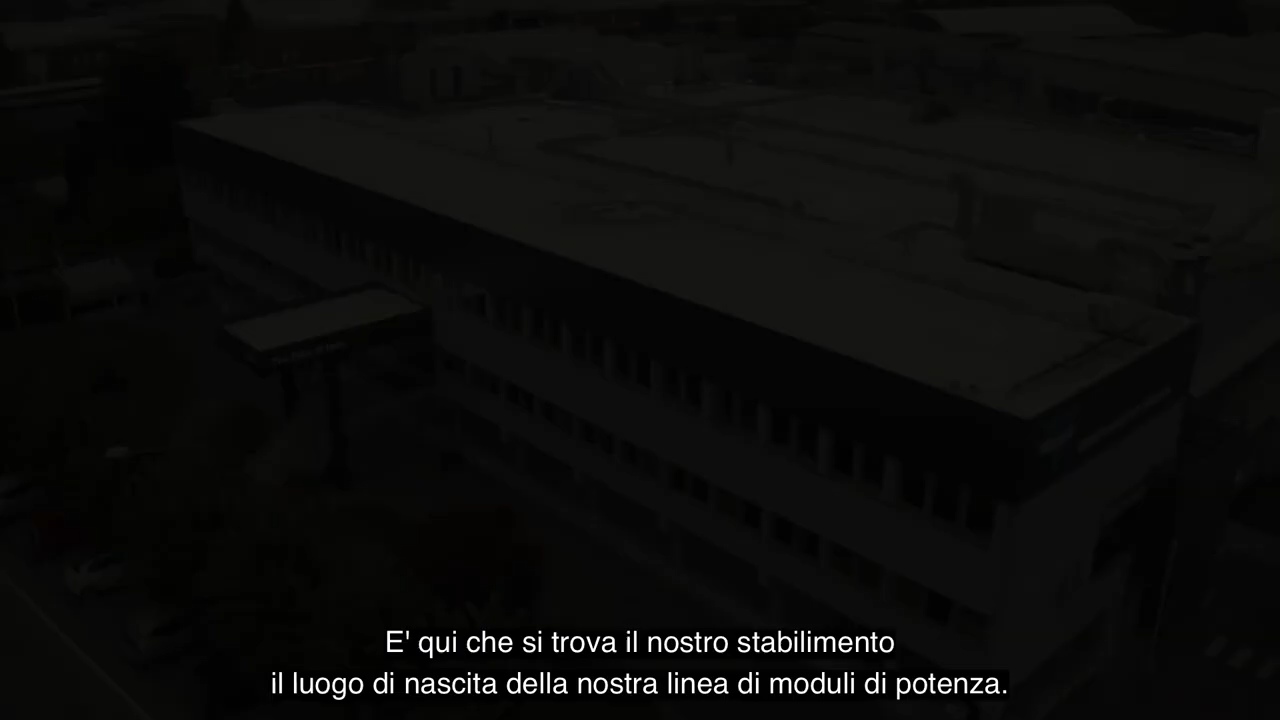 E' qui che si trova il nostro stabilimento
il luogo di nascita della nostra linea di moduli di potenza.